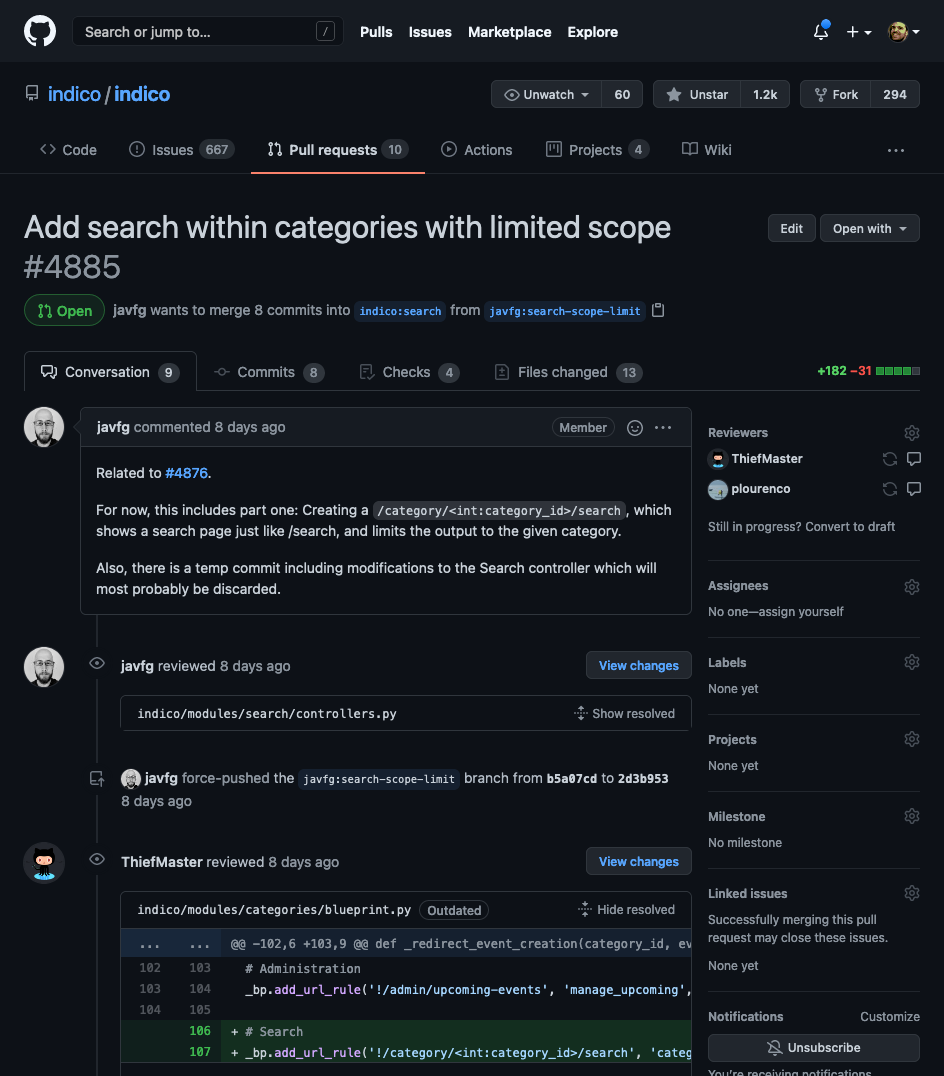 Search or jump to... / Pulls Issues Marketplace Explore
indico / indico Unwatch 60 Unstar 1.2k Fork 294
Code Issues 667 Pull requests 10 Actions Projects 4 Wiki ...
Add search within categories with limited scope
#4885
Edit Open with
Open javfg wants to merge 8 commits into indico:search from javfg:search-scope-limit
Conversation 9 Commits 8 Checks 4 Files changed 13 +182 −31
javfg commented 8 days ago Member ...
Related to #4876.
For now, this includes part one: Creating a /category/<int:category_id>/search, which
shows a search page just like /search, and limits the output to the given category.
Also, there is a temp commit including modifications to the Search controller which will
most probably be discarded.
javfg reviewed 8 days ago View changes
indico/modules/search/controllers.py Show resolved
javfg force-pushed the javfg:search-scope-limit branch from b5a07cd to 2d3b953
8 days ago
ThiefMaster reviewed 8 days ago View changes
indico/modules/categories/blueprint.py Outdated Hide resolved
... ... @@ -102,6 +103,9 @@ def _redirect_event_creation(category_id, ev
102 103 # Administration
103 104 _bp.add_url_rule('!/admin/upcoming-events', 'manage_upcoming',
104 105
106 + # Search
107 + _bp.add_url_rule('!/category/<int:category_id>/search', 'categ
Reviewers
ThiefMaster
plourenco
Still in progress? Convert to draft
Assignees
No one—assign yourself
Labels
None yet
Projects
None yet
Milestone
No milestone
Linked issues
Successfully merging this pull
request may close these issues.
None yet
Notifications Customize
Unsubscribe
You're receiving notifications